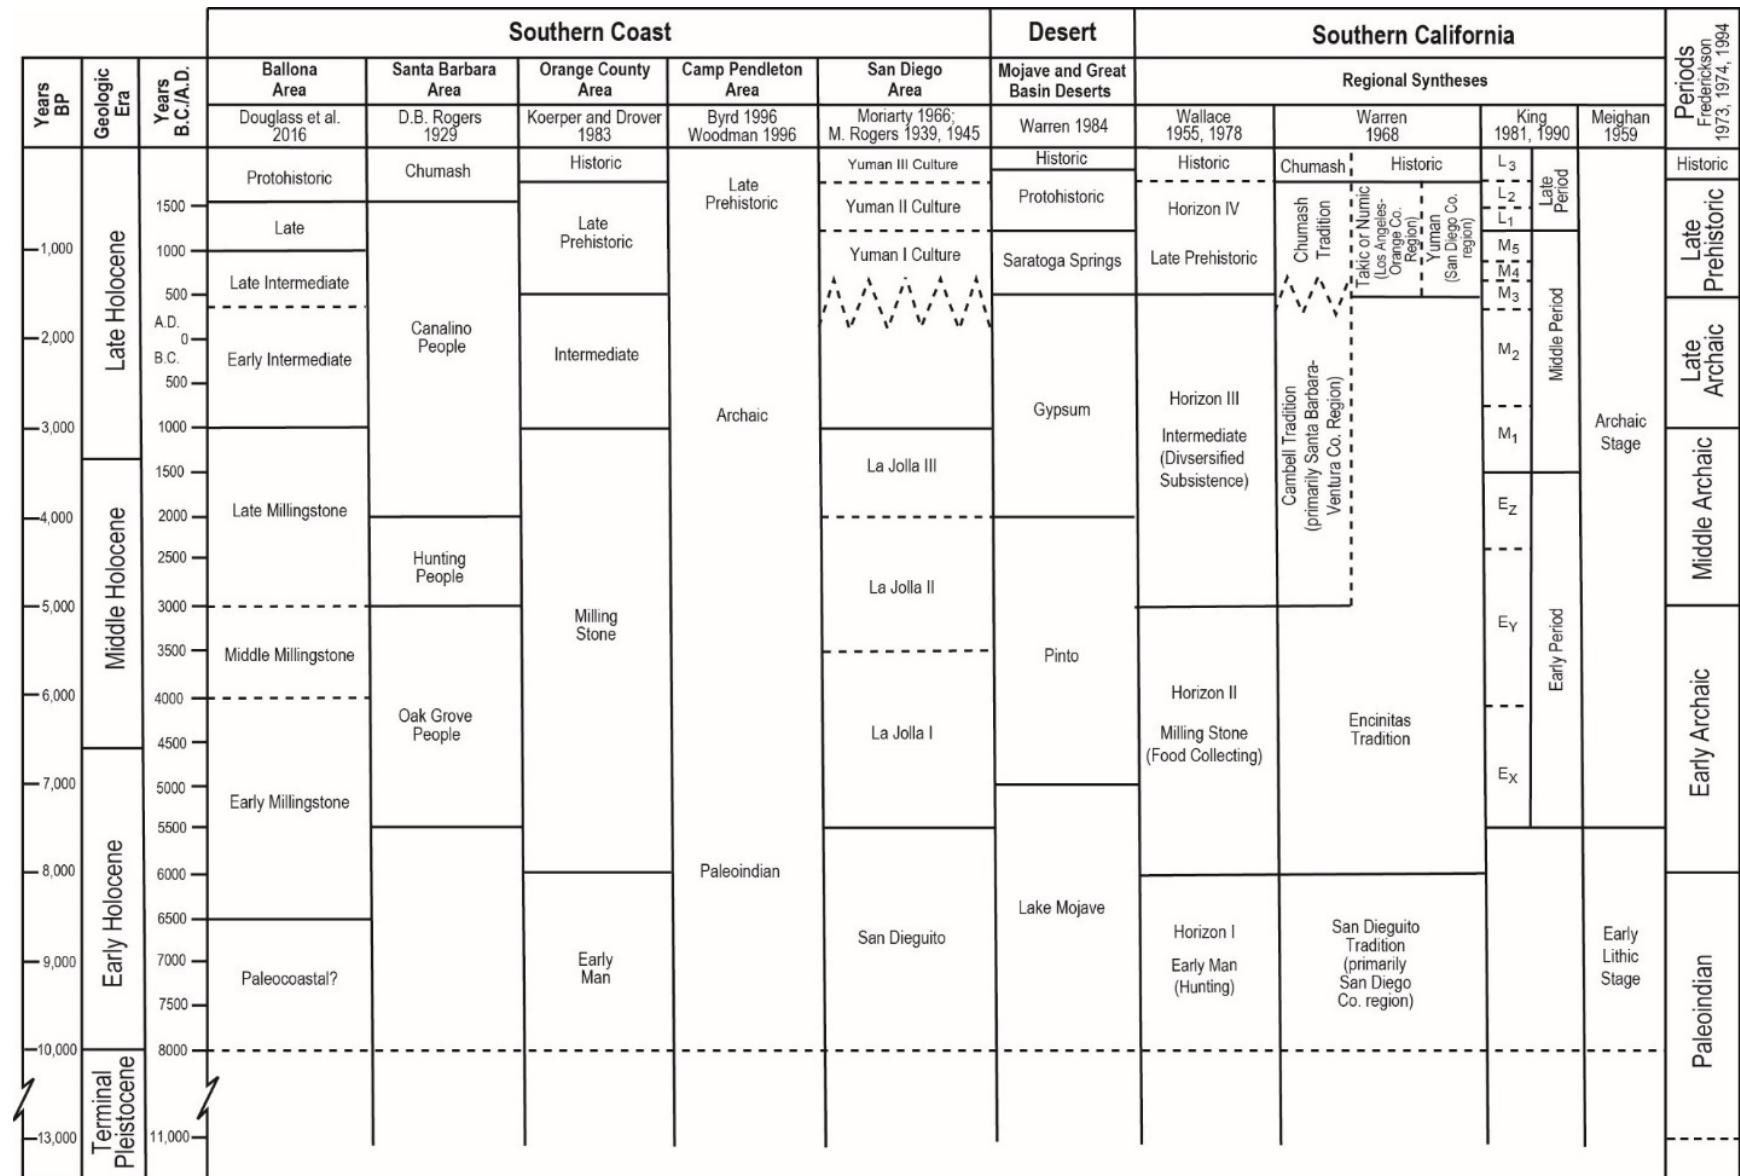 Southern Coast
Desert
Southern California
Periods
Frederickson
1973, 1974, 1994
Years
BP
Geologic
Era
Years
B.C./A.D.
Ballona
Area
Santa Barbara
Area
Orange County
Area
Camp Pendleton
Area
San Diego
Area
Mojave and Great
Basin Deserts
Regional Syntheses
Douglass et al.
2016
D.B. Rogers
1929
Koerper and Drover
1983
Byrd 1996
Woodman 1996
Moriarty 1966;
M. Rogers 1939, 1945
Warren 1984
Wallace
1955, 1978
Warren
1968
King
1981, 1990
Meighan
1959
1,000
2,000
3,000
4,000
5,000
6,000
7,000
8,000
9,000
10,000
13,000
Late Holocene
Middle Holocene
Early Holocene
Terminal
Pleistocene
1500
1000
500
A.D.
0
B.C.
500
1000
1500
2000
2500
3000
3500
4000
4500
5000
5500
6000
6500
7000
7500
8000
11,000
Protohistoric
Late
Late Intermediate
Early Intermediate
Late Millingstone
Middle Millingstone
Early Millingstone
Paleocoastal?
Chumash
Canalino
People
Hunting
People
Oak Grove
People
Historic
Late
Prehistoric
Intermediate
Milling
Stone
Early
Man
Late
Prehistoric
Archaic
Paleoindian
Yuman III Culture
Yuman II Culture
Yuman I Culture
La Jolla III
La Jolla II
La Jolla I
San Dieguito
Historic
Protohistoric
Saratoga Springs
Gypsum
Pinto
Lake Mojave
Historic
Horizon IV
Late Prehistoric
Horizon III
Intermediate
(Divsersified
Subsistence)
Horizon II
Milling Stone
(Food Collecting)
Horizon I
Early Man
(Hunting)
Chumash
Historic
Chumash
Tradition
Takic or Numic
(Los Angeles-
Orange Co.
Region)
Yuman
(San Diego Co.
region)
Cambell Tradition
(primarily Santa Barbara-
Ventura Co. Region)
Encinitas
Tradition
San Dieguito
Tradition
(primarily
San Diego
Co. region)
L3
L2
L1
M5
M4
M3
M2
M1
EZ
EY
EX
Late
Period
Middle Period
Early Period
Archaic
Stage
Early
Lithic
Stage
Historic
Late
Prehistoric
Late
Archaic
Middle Archaic
Early Archaic
Paleoindian